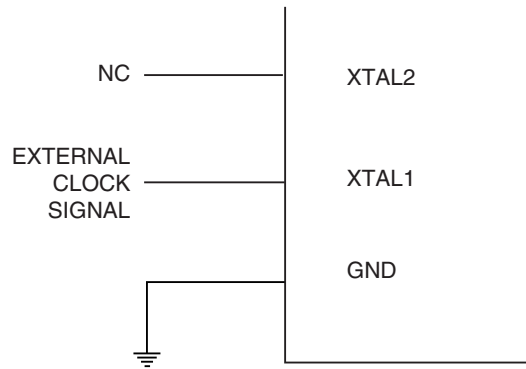 NC
XTAL2
EXTERNAL
CLOCK
SIGNAL
XTAL1
GND